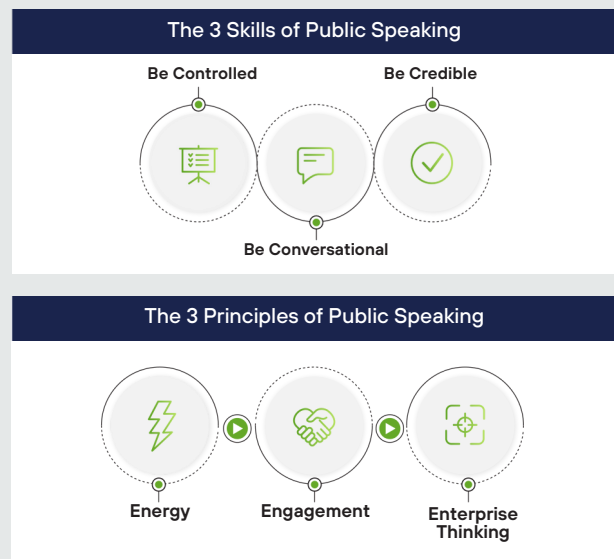 The 3 Skills of Public Speaking
Be Controlled
Be Credible
Be Conversational
The 3 Principles of Public Speaking
Energy
Engagement
Enterprise
Thinking